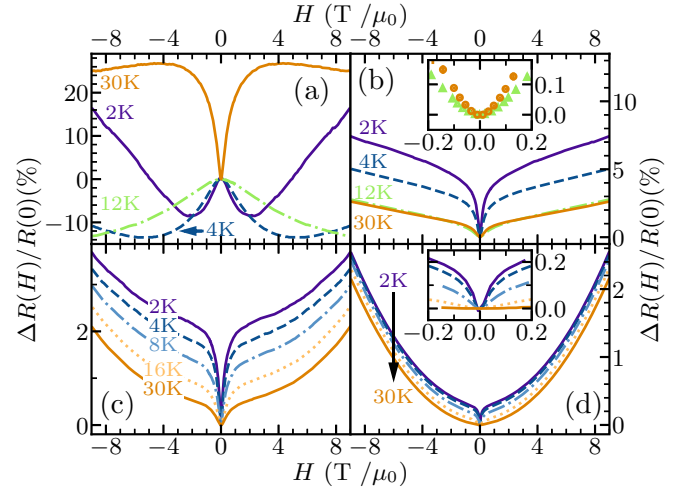 H (T /μ₀)
−8 −4 0 4 8 −8 −4 0 4 8
ΔR(H)/R(0)(%)
20
10
0
−10
30K
2K
12K
4K
(a)
(b)
2K
4K
12K
30K
0.1
0.0
−0.2 0.0 0.2
10
5
0
ΔR(H)/R(0)(%)
2
0
2K
4K
8K
16K
30K
(c)
2K
30K
(d)
0.2
0.0
−0.2 0.0 0.2
2
1
0
−8 −4 0 4 8 −8 −4 0 4 8
H (T /μ₀)